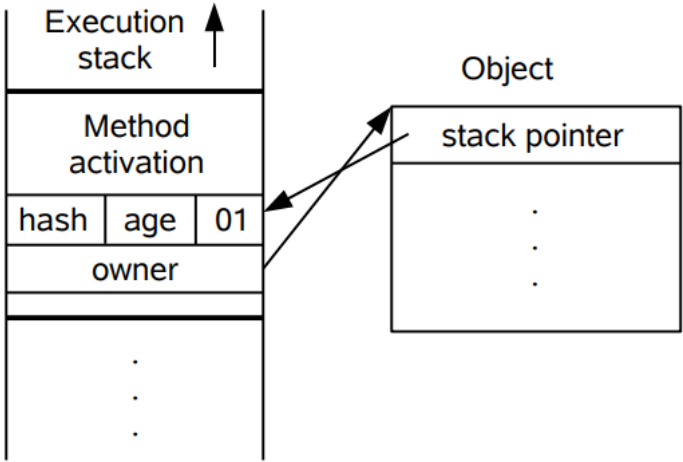 Execution
stack
Object
Method
activation
stack pointer
hash age 01
owner